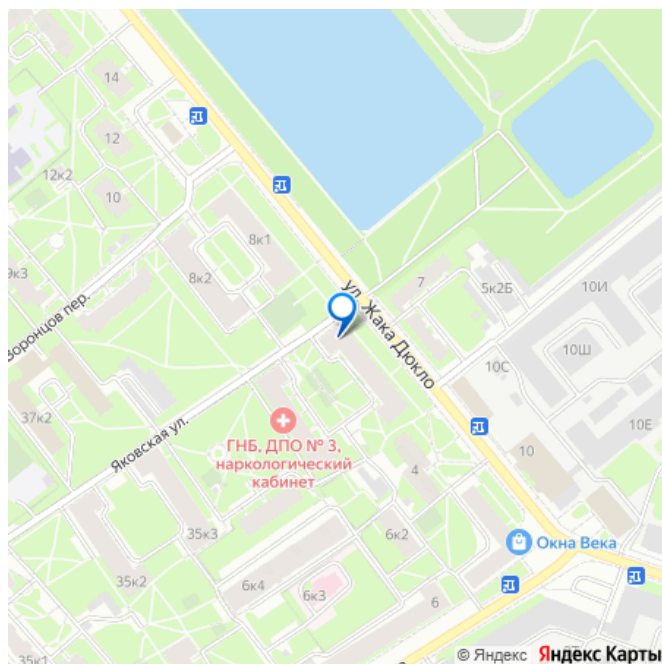 14
12
12к2
10
8к1
9к3
8к2
Воронцов пер.
7
5к2Б
10И
ул. Жака Дюкло
10Ш
10С
37к2
Яковская ул.
ГНБ, ДПО № 3,
наркологический
кабинет
10Е
4
10
35к3
6к2
Окна Века
35к2
6к4
6к3
6
35к1
© Яндекс Яндекс Карты